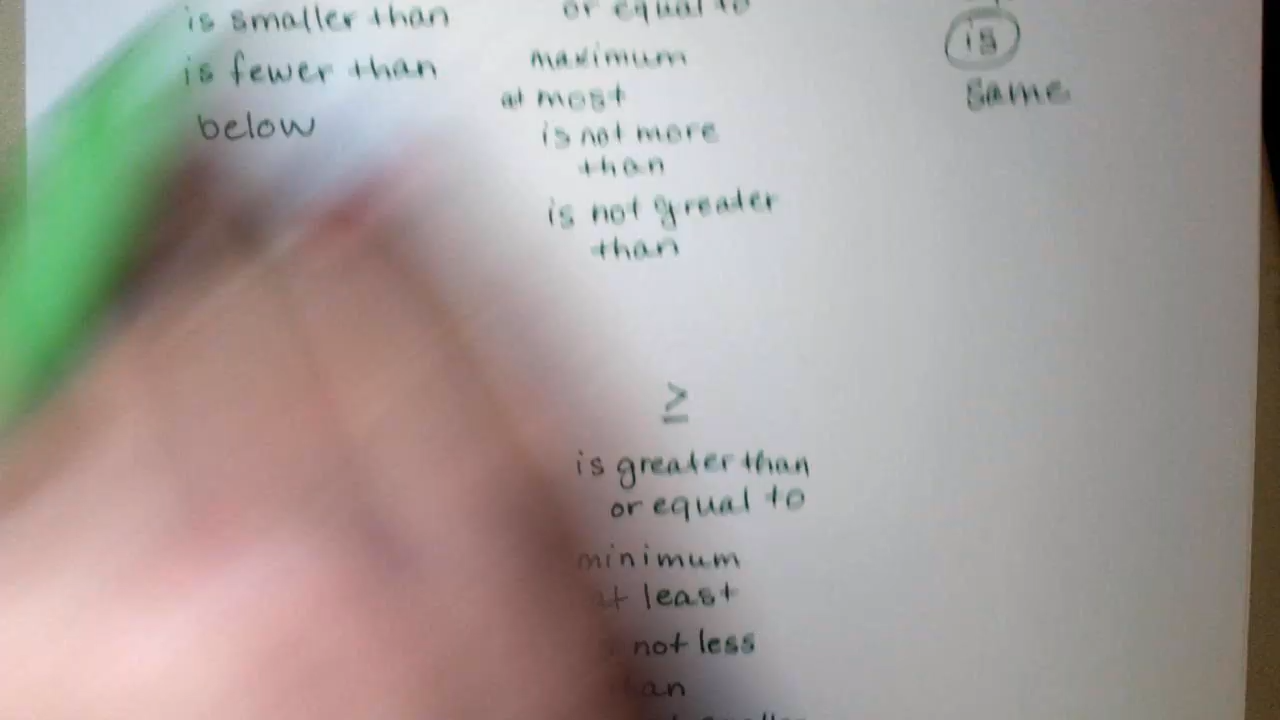 is smaller than
is fewer than
below
or equal to
maximum
at most
is not more
than
is not greater
than
≥
is greater than
or equal to
minimum
at least
not less
is
same